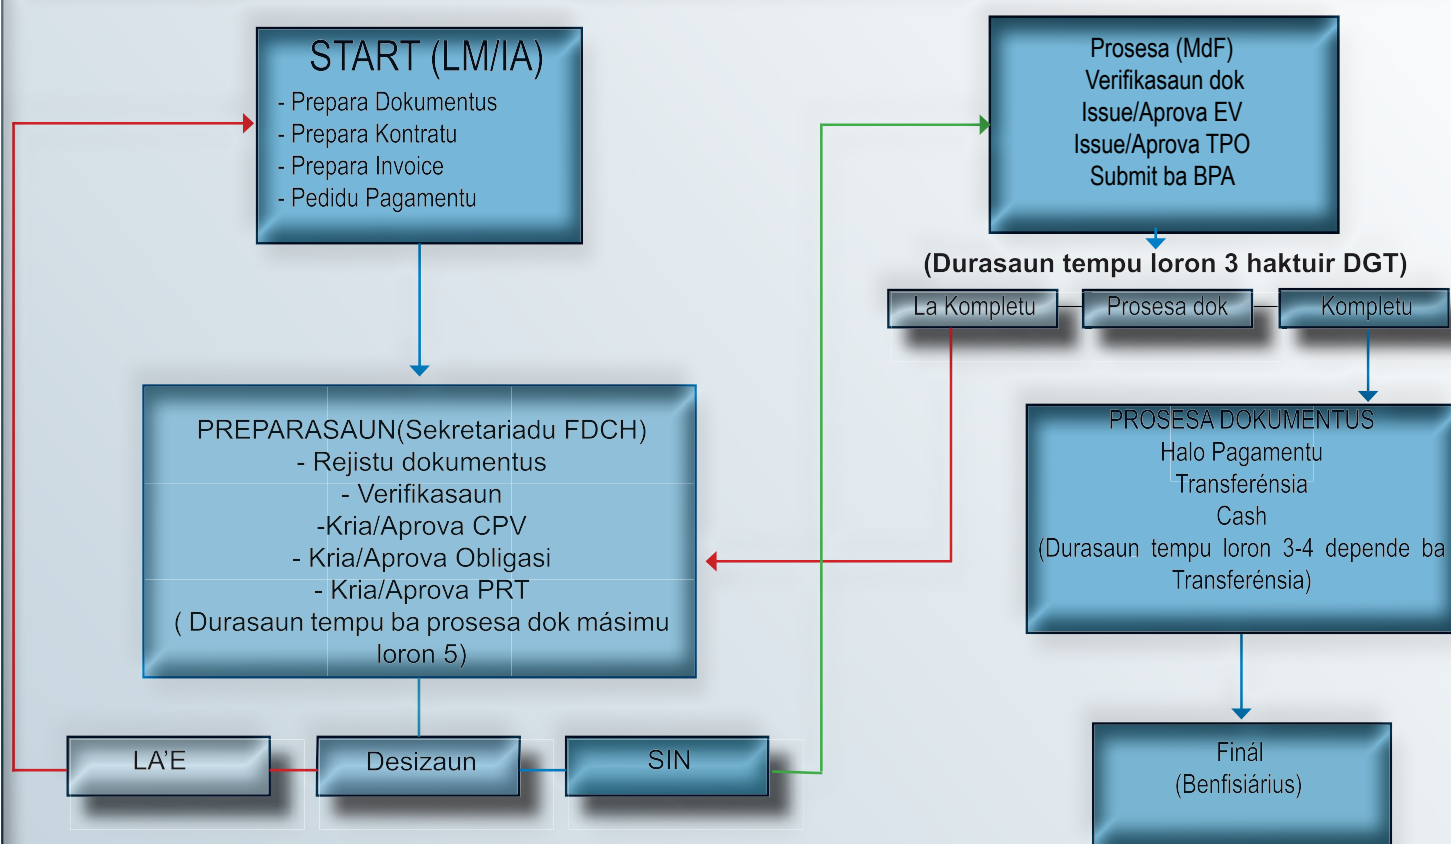 START (LM/IA)
- Prepara Dokumentus
- Prepara Kontratu
- Prepara Invoice
- Pedidu Pagamentu
PREPARASAUN(Sekretariadu FDCH)
- Rejistu dokumentus
- Verifikasaun
-Kria/Aprova CPV
- Kria/Aprova Obligasi
- Kria/Aprova PRT
( Durasaun tempu ba prosesa dok másimu
loron 5)
LA'E
Desizaun
SIN
Prosesa (MdF)
Verifikasaun dok
Issue/Aprova EV
Issue/Aprova TPO
Submit ba BPA
(Durasaun tempu loron 3 haktuir DGT)
La Kompletu
Prosesa dok
Kompletu
PROSESA DOKUMENTUS
Halo Pagamentu
Transferénsia
Cash
(Durasaun tempu loron 3-4 depende ba
Transferénsia)
Finál
(Benfisiárius)